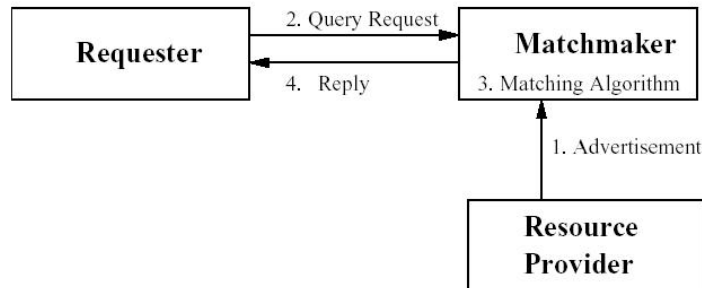 2. Query Request
Requester
Matchmaker
4. Reply
3. Matching Algorithm
1. Advertisement
Resource
Provider